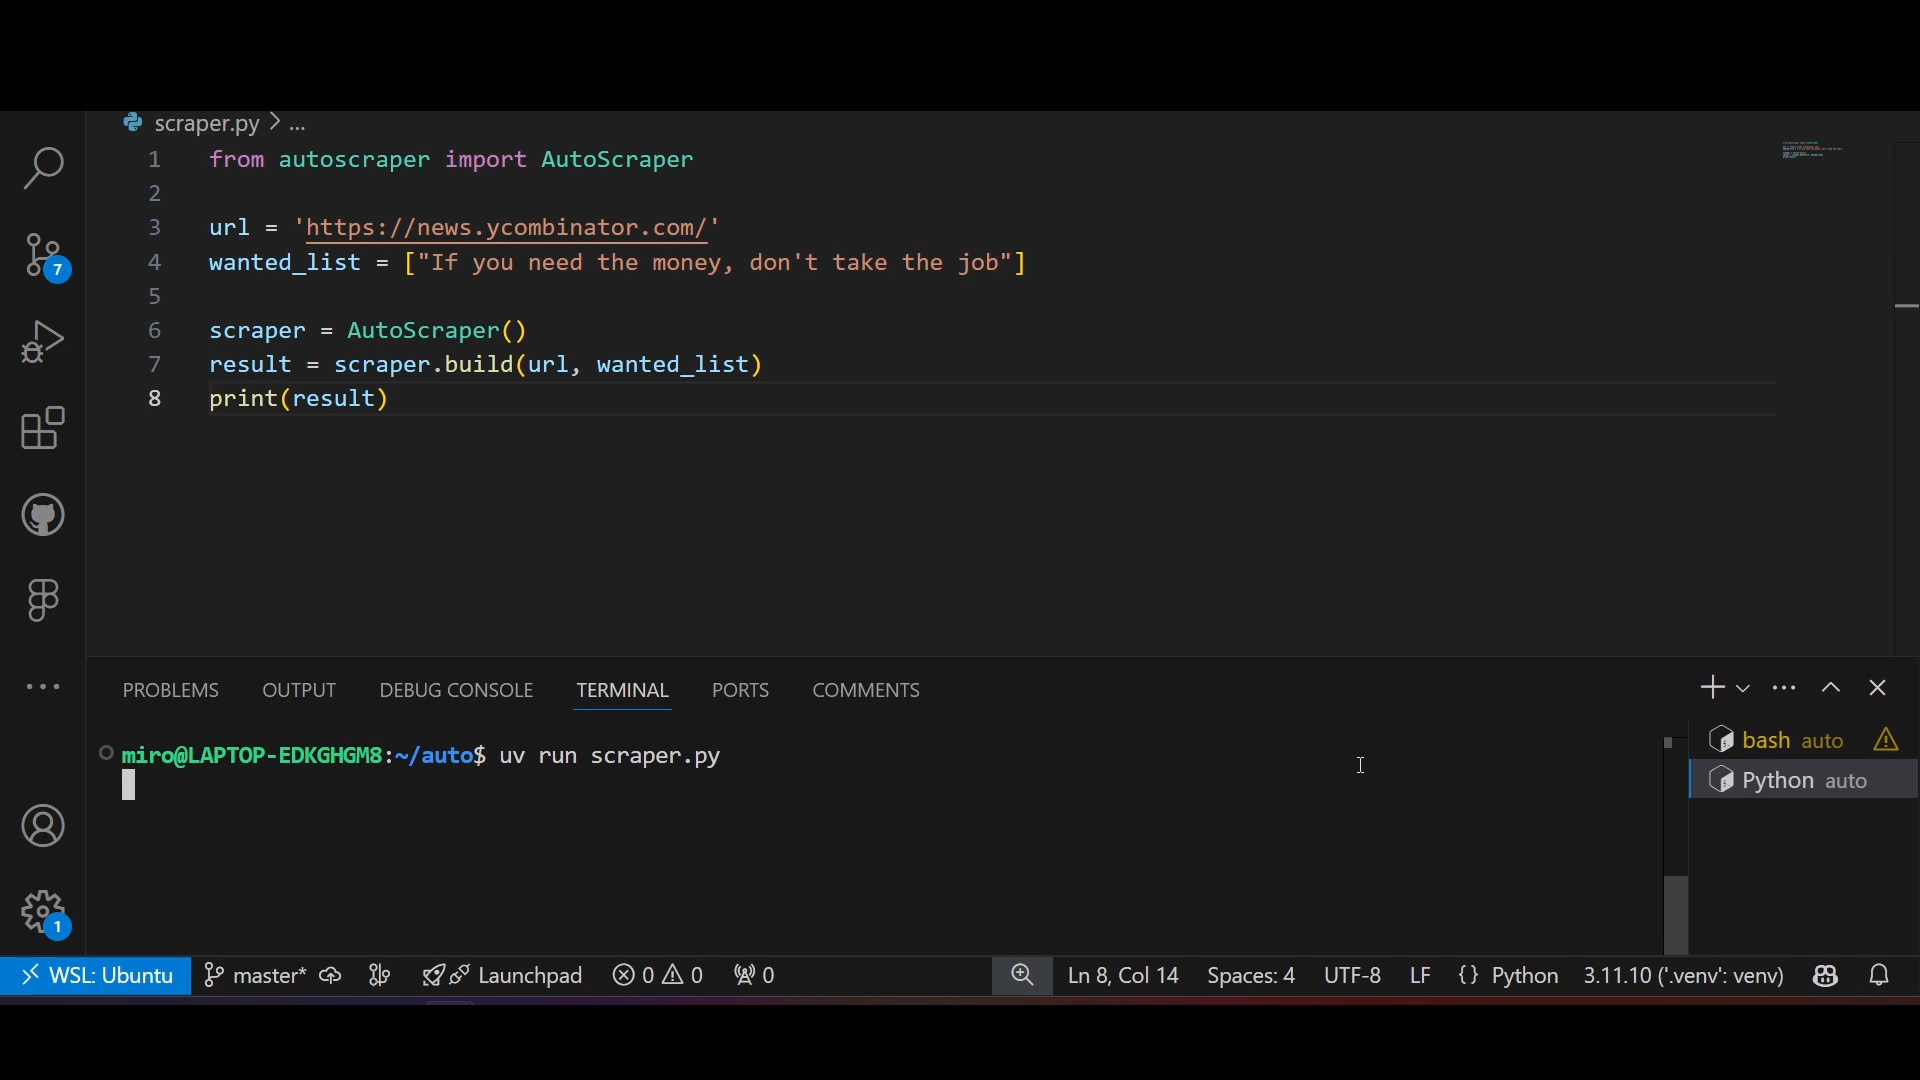 scraper.py > ...
1 from autoscraper import AutoScraper
2
3 url = 'https://news.ycombinator.com/'
4 wanted_list = ["If you need the money, don't take the job"]
5
6 scraper = AutoScraper()
7 result = scraper.build(url, wanted_list)
8 print(result)
7
PROBLEMS OUTPUT DEBUG CONSOLE TERMINAL PORTS COMMENTS
miro@LAPTOP-EDKGHGM8:~/auto$ uv run scraper.py
bash auto
Python auto
1
WSL: Ubuntu master* Launchpad 0 0 0 Ln 8, Col 14 Spaces: 4 UTF-8 LF {} Python 3.11.10 ('.venv': venv)